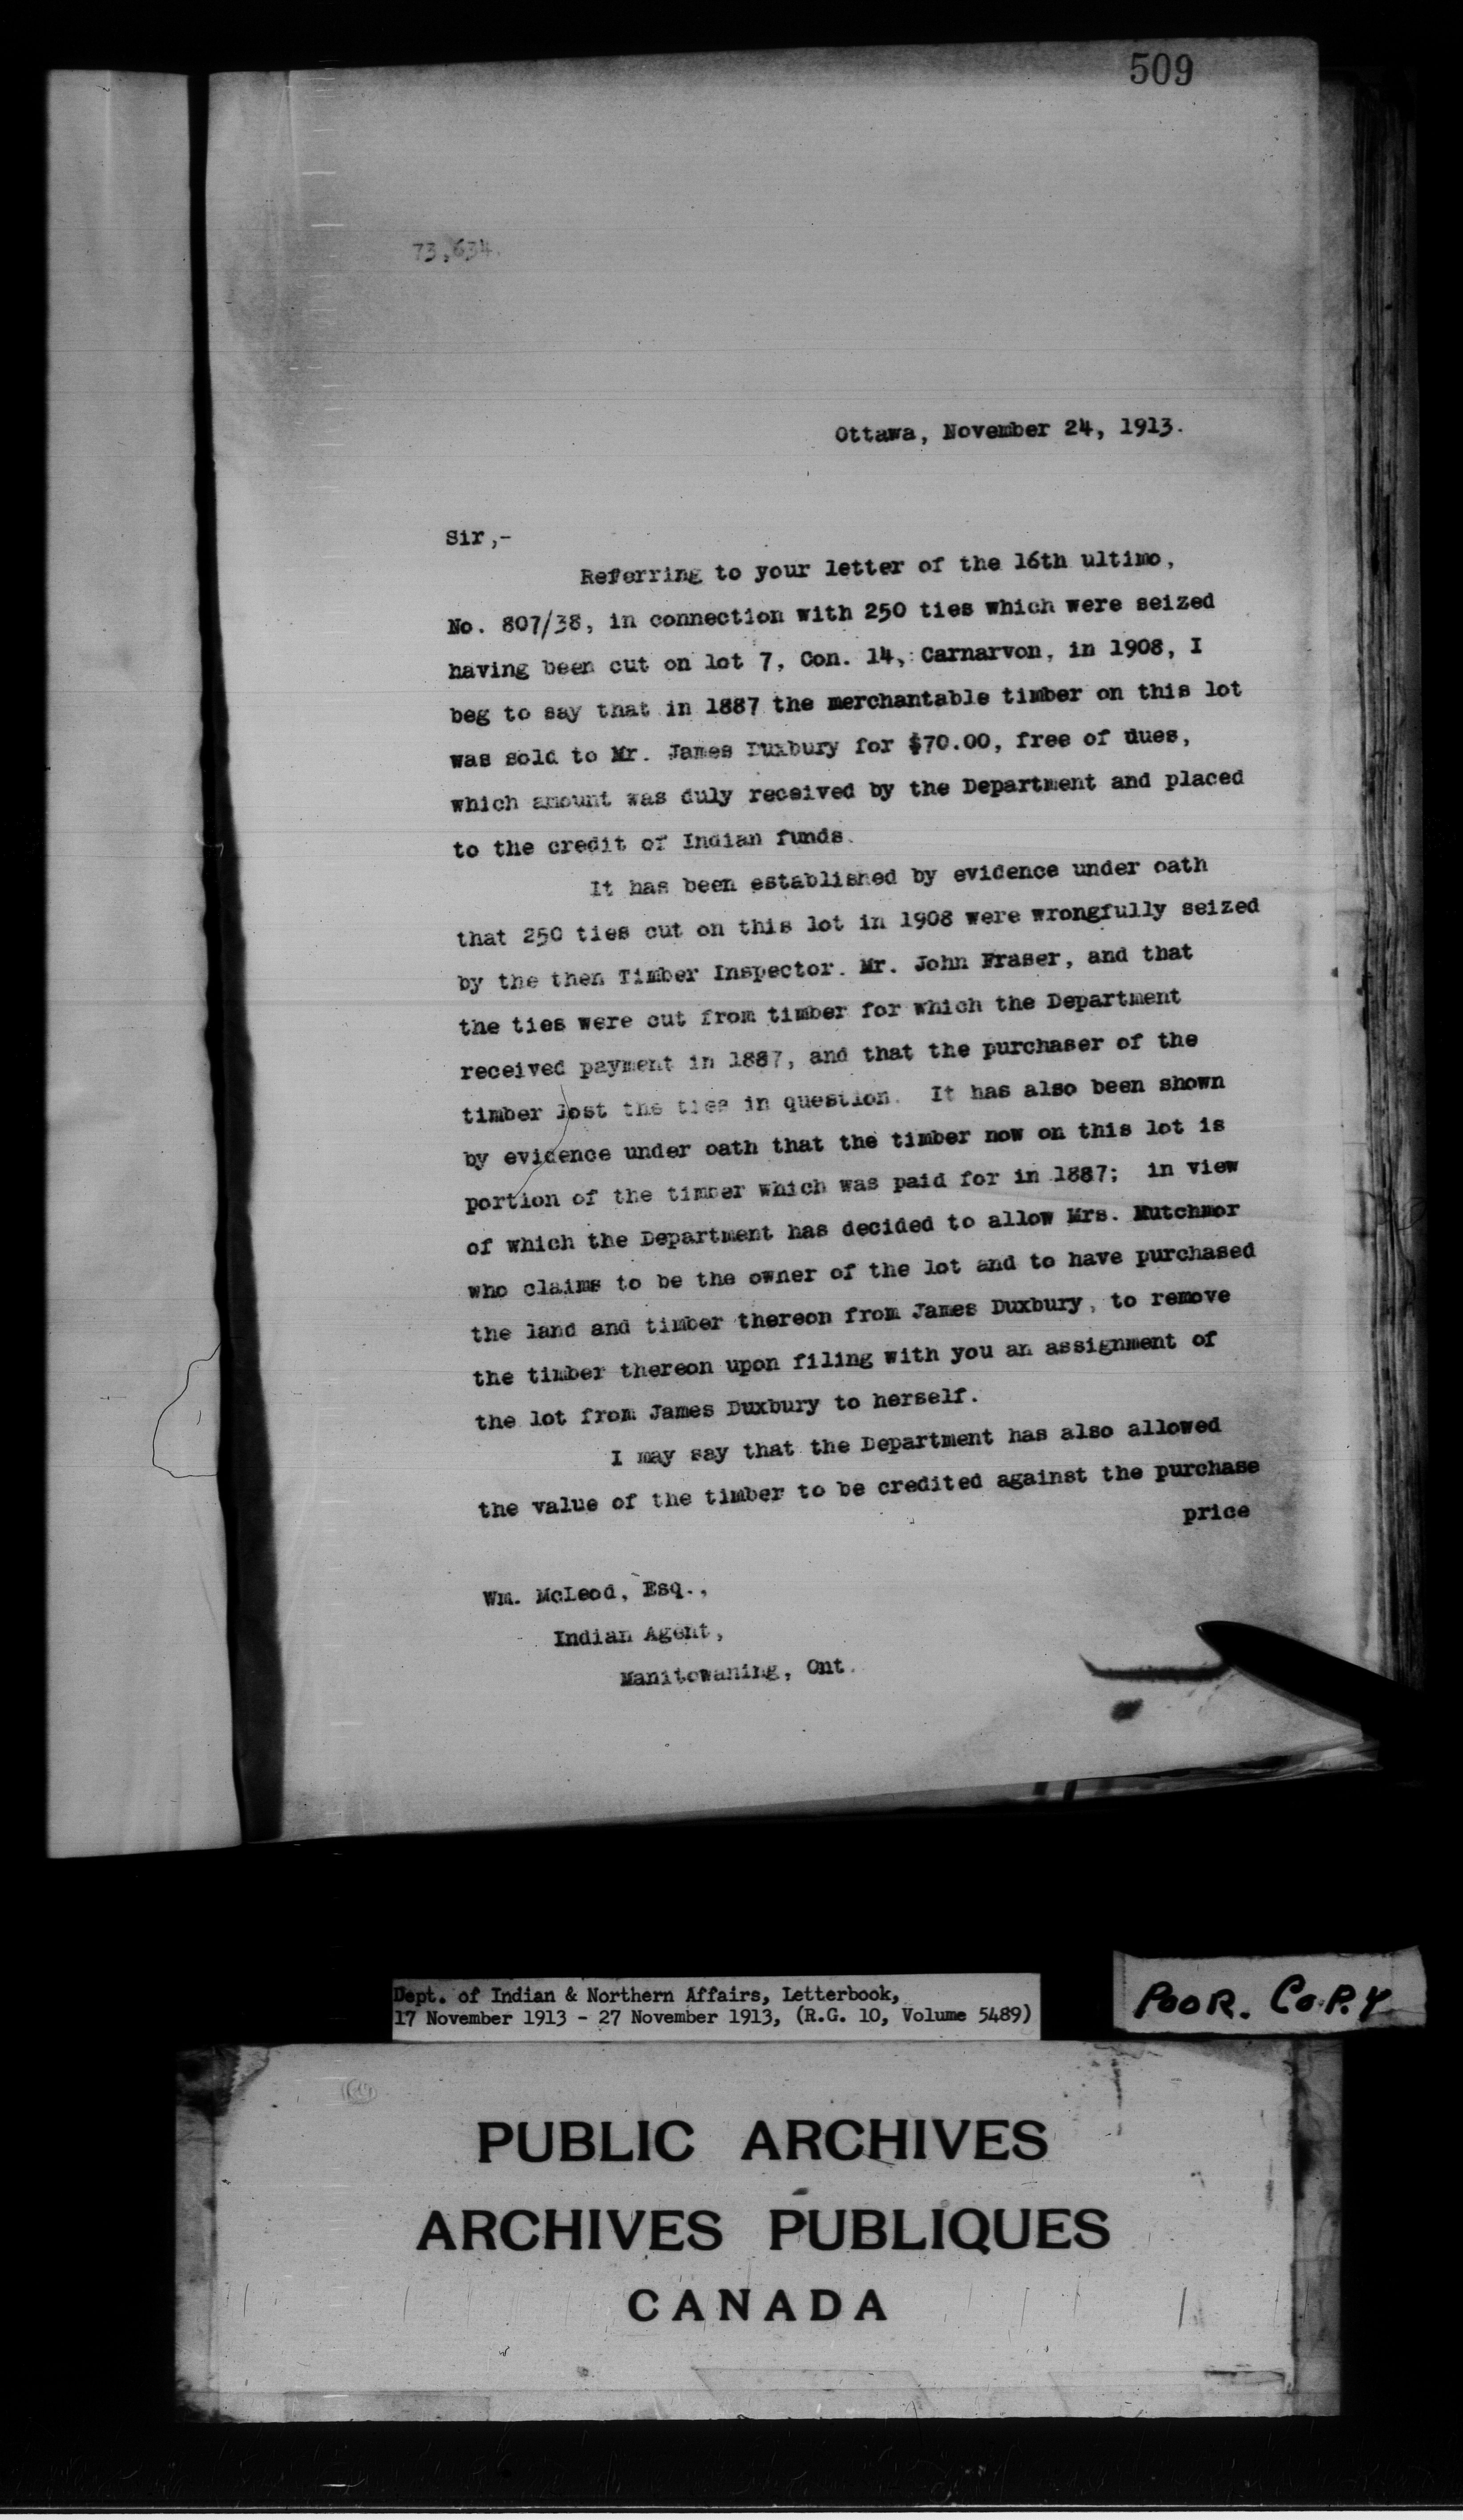 509
73,634.
Ottawa, November 24, 1913.
Sir,-
Referring to your letter of the 16th ultimo,
No. 807/38, in connection with 250 ties which were seized
having been cut on lot 7, Con. 14, Carnarvon, in 1908, I
beg to say that in 1887 the merchantable timber on this lot
was sold to Mr. James Duxbury for $70.00, free of dues,
which amount was duly received by the Department and placed
to the credit of Indian funds.
It has been established by evidence under oath
that 250 ties cut on this lot in 1908 were wrongfully seized
by the then Timber Inspector. Mr. John Fraser, and that
the ties were cut from timber for which the Department
received payment in 1887, and that the purchaser of the
timber lost the ties in question. It has also been shown
by evidence under oath that the timber now on this lot is
portion of the timber which was paid for in 1887; in view
of which the Department has decided to allow Mrs. Mutchmor
who claims to be the owner of the lot and to have purchased
the land and timber thereon from James Duxbury, to remove
the timber thereon upon filing with you an assignment of
the lot from James Duxbury to herself.
I may say that the Department has also allowed
the value of the timber to be credited against the purchase
price
Wm. McLeod, Esq.,
Indian Agent,
Manitowaning, Ont.
Dept. of Indian & Northern Affairs, Letterbook,
17 November 1913 - 27 November 1913, (R.G. 10, Volume 5489)
POOR. COPY
PUBLIC ARCHIVES
ARCHIVES PUBLIQUES
CANADA